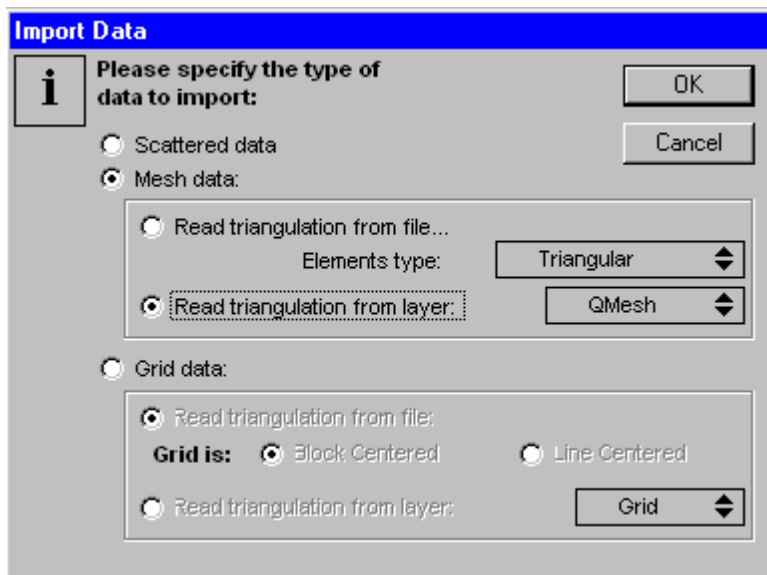 Import Data
i
Please specify the type of
data to import:
OK
Cancel
Scattered data
Mesh data:
Read triangulation from file...
Elements type: Triangular
Read triangulation from layer: QMesh
Grid data:
Read triangulation from file:
Grid is: Block Centered Line Centered
Read triangulation from layer: Grid